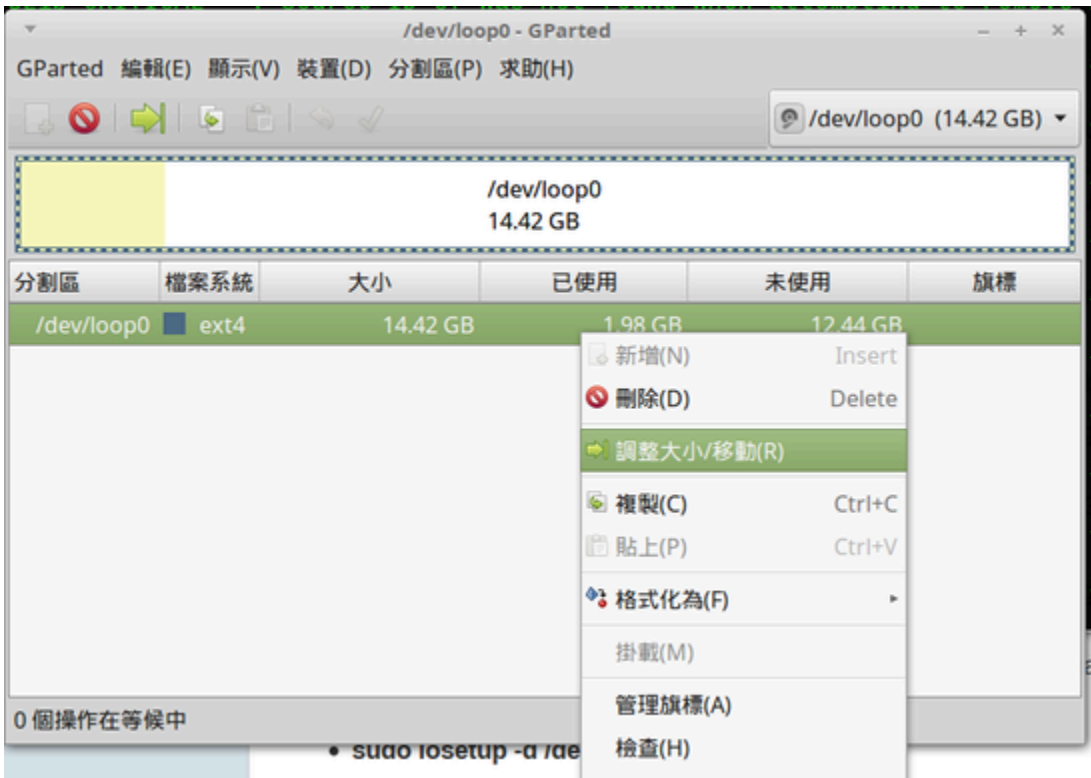 /dev/loop0 - GParted
GParted 編輯(E) 顯示(V) 裝置(D) 分割區(P) 求助(H)
/dev/loop0 (14.42 GB)
/dev/loop0
14.42 GB
分割區 檔案系統 大小 已使用 未使用 旗標
/dev/loop0 ext4 14.42 GB 1.98 GB 12.44 GB
新增(N) Insert
刪除(D) Delete
調整大小/移動(R)
複製(C) Ctrl+C
貼上(P) Ctrl+V
格式化為(F)
掛載(M)
管理旗標(A)
0 個操作在等候中
檢查(H)
• sudo losetup -d /de